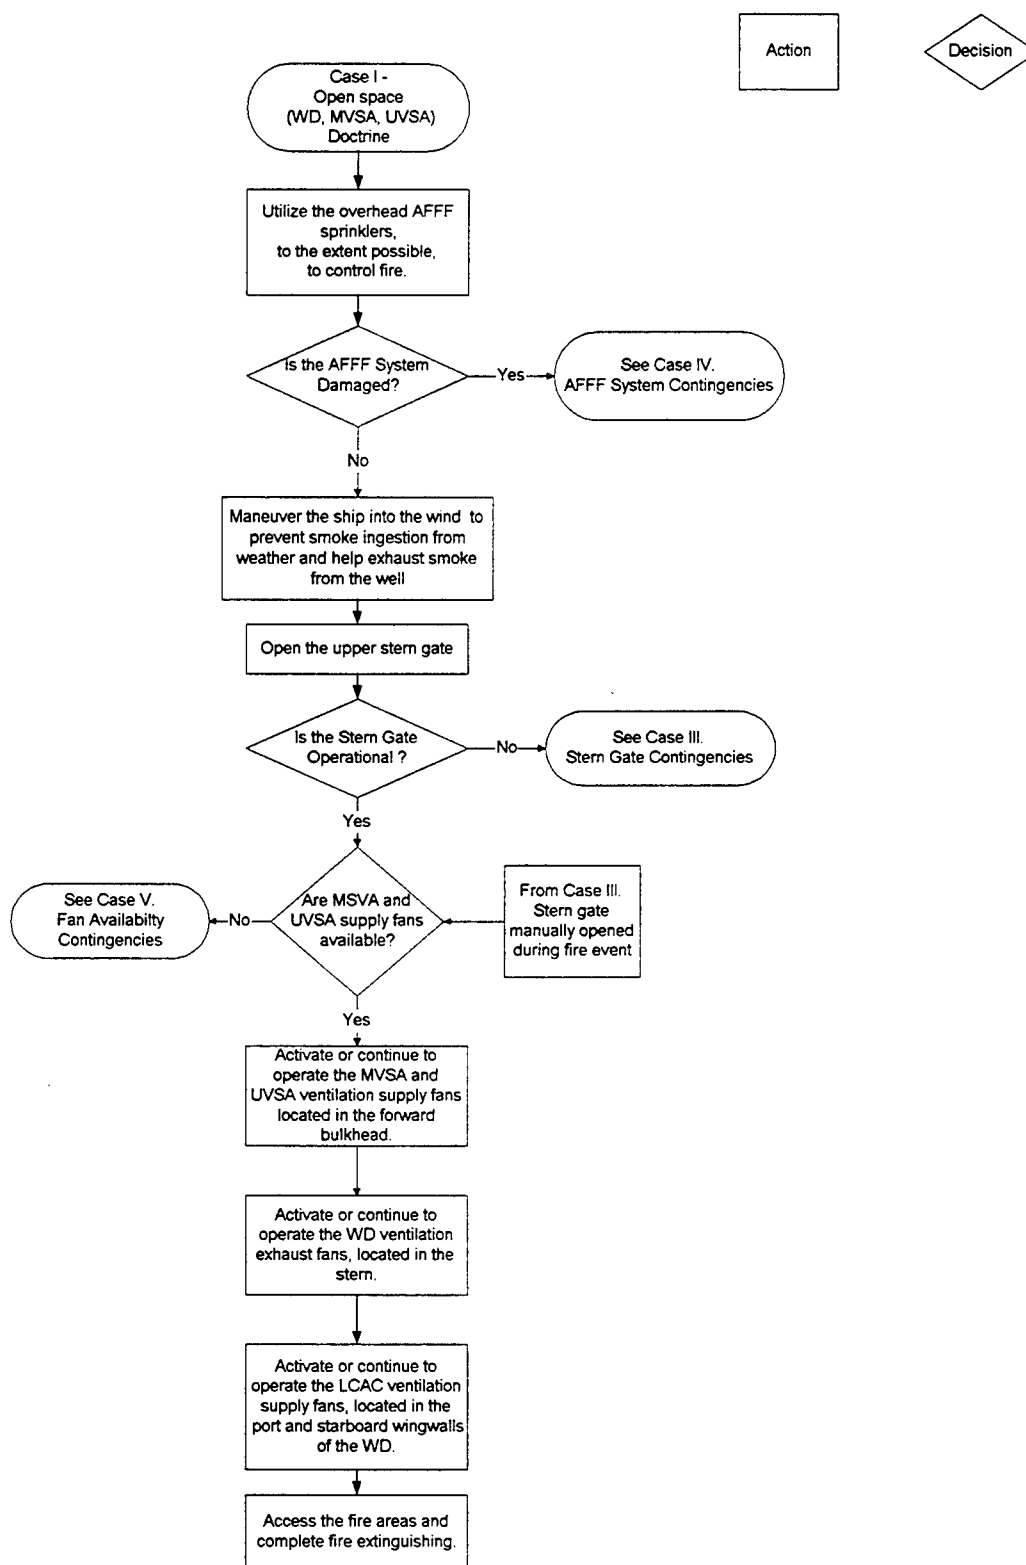 Action
Decision
Case I -
Open space
(WD, MVSA, UVSA)
Doctrine
Utilize the overhead AFFF
sprinklers,
to the extent possible,
to control fire.
Is the AFFF System
Damaged?
Yes
See Case IV.
AFFF System Contingencies
No
Maneuver the ship into the wind to
prevent smoke ingestion from
weather and help exhaust smoke
from the well
Open the upper stern gate
Is the Stern Gate
Operational ?
No
See Case III.
Stern Gate Contingencies
Yes
See Case V.
Fan Availabilty
Contingencies
No
Are MSVA and
UVSA supply fans
available?
From Case III.
Stern gate
manually opened
during fire event
Yes
Activate or continue to
operate the MVSA and
UVSA ventilation supply fans
located in the forward
bulkhead.
Activate or continue to
operate the WD ventilation
exhaust fans, located in the
stern.
Activate or continue to
operate the LCAC ventilation
supply fans, located in the
port and starboard wingwalls
of the WD.
Access the fire areas and
complete fire extinguishing.